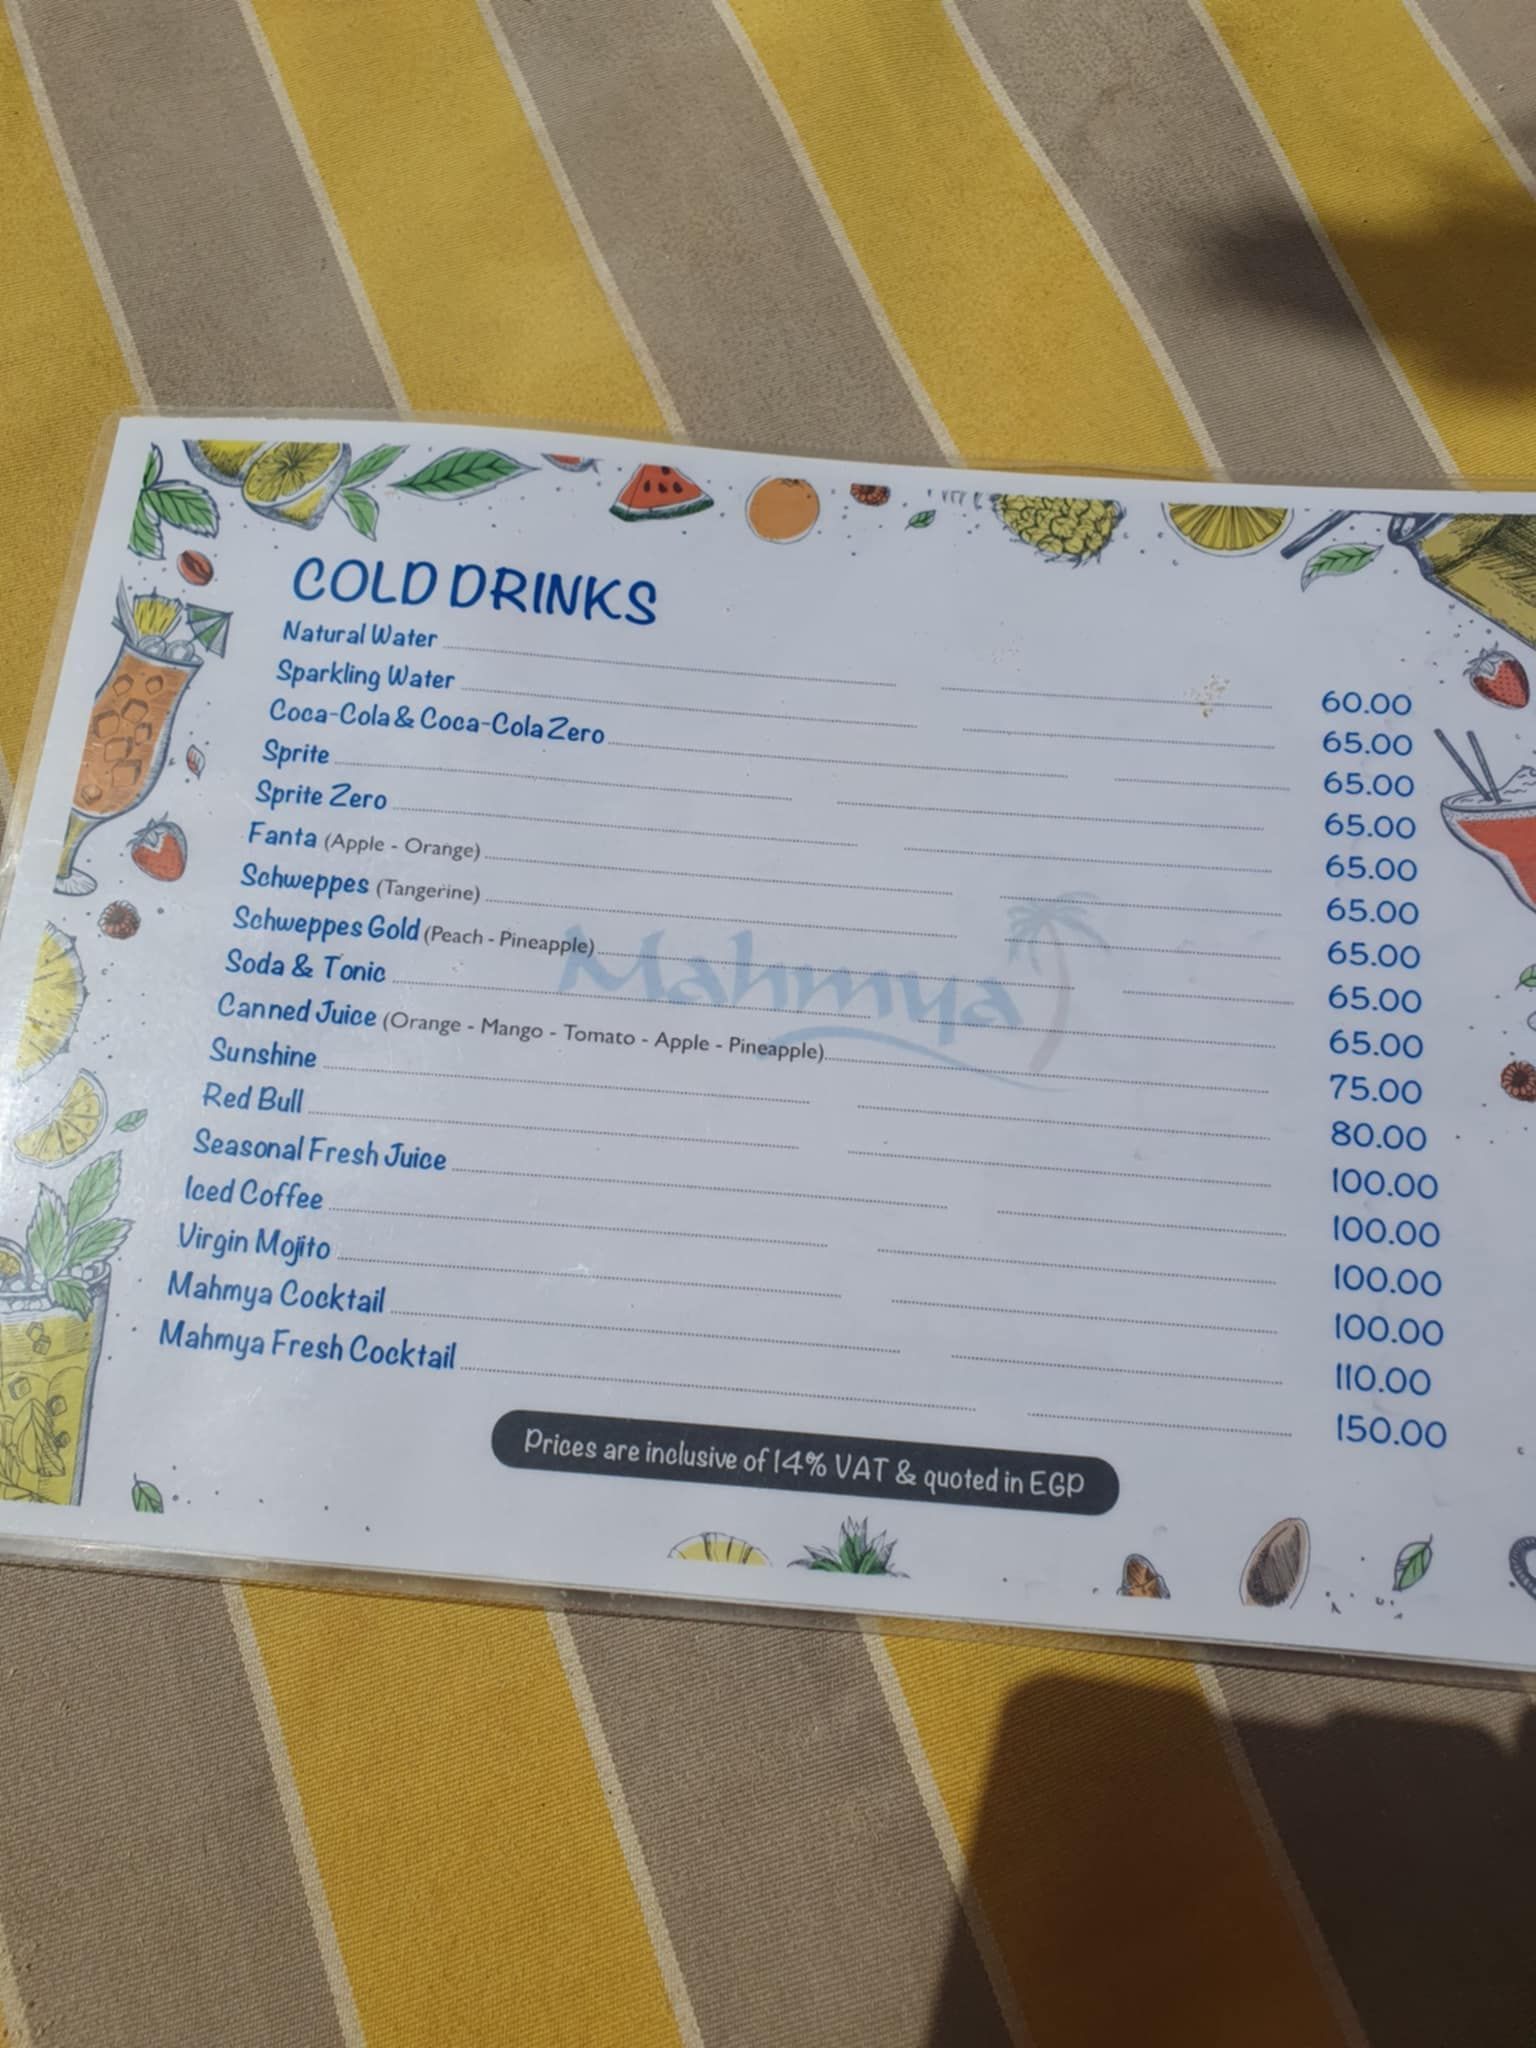 COLD DRINKS
Natural Water 60.00
Sparkling Water 65.00
Coca-Cola & Coca-Cola Zero 65.00
Sprite 65.00
Sprite Zero 65.00
Fanta (Apple - Orange) 65.00
Schweppes (Tangerine) 65.00
Schweppes Gold (Peach - Pineapple) 65.00
Soda & Tonic 65.00
Canned Juice (Orange - Mango - Tomato - Apple - Pineapple) 75.00
Sunshine 80.00
Red Bull 100.00
Seasonal Fresh Juice 100.00
Iced Coffee 100.00
Virgin Mojito 100.00
Mahmya Cocktail 110.00
Mahmya Fresh Cocktail 150.00
Mahmya
Prices are inclusive of 14% VAT & quoted in EGP